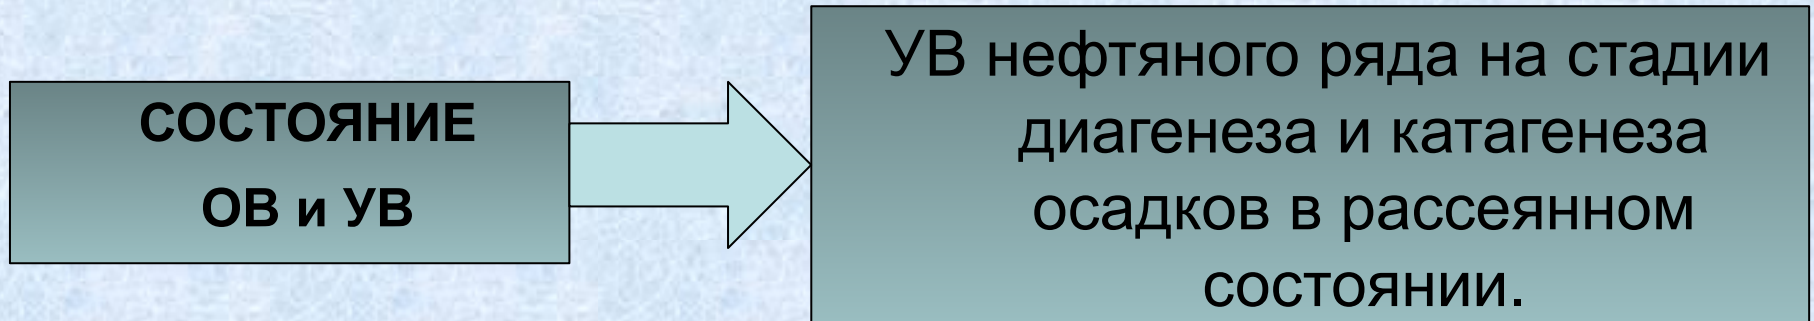 СОСТОЯНИЕ
ОВ и УВ
УВ нефтяного ряда на стадии
диагенеза и катагенеза
осадков в рассеянном
состоянии.